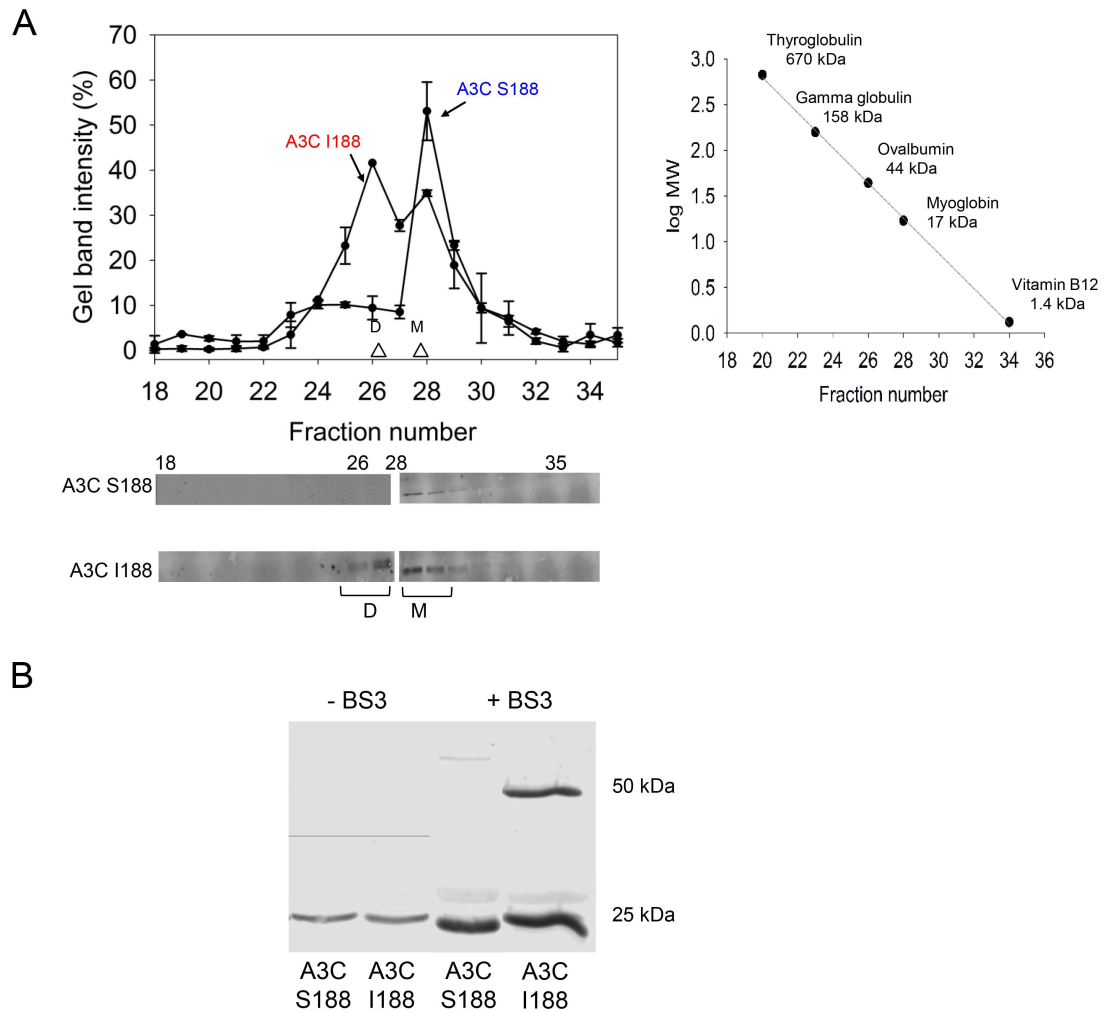 A
70
60
50
40
30
20
10
0
Gel band intensity (%)
A3C S188
A3C I188
D M
18 20 22 24 26 28 30 32 34
Fraction number
Thyroglobulin
670 kDa
Gamma globulin
158 kDa
Ovalbumin
44 kDa
Myoglobin
17 kDa
Vitamin B12
1.4 kDa
3.0
2.5
2.0
1.5
1.0
0.5
0.0
log MW
18 20 22 24 26 28 30 32 34 36
Fraction number
18 26 28 35
A3C S188
A3C I188
D M
B
- BS3 + BS3
50 kDa
25 kDa
A3C A3C A3C A3C
S188 I188 S188 I188